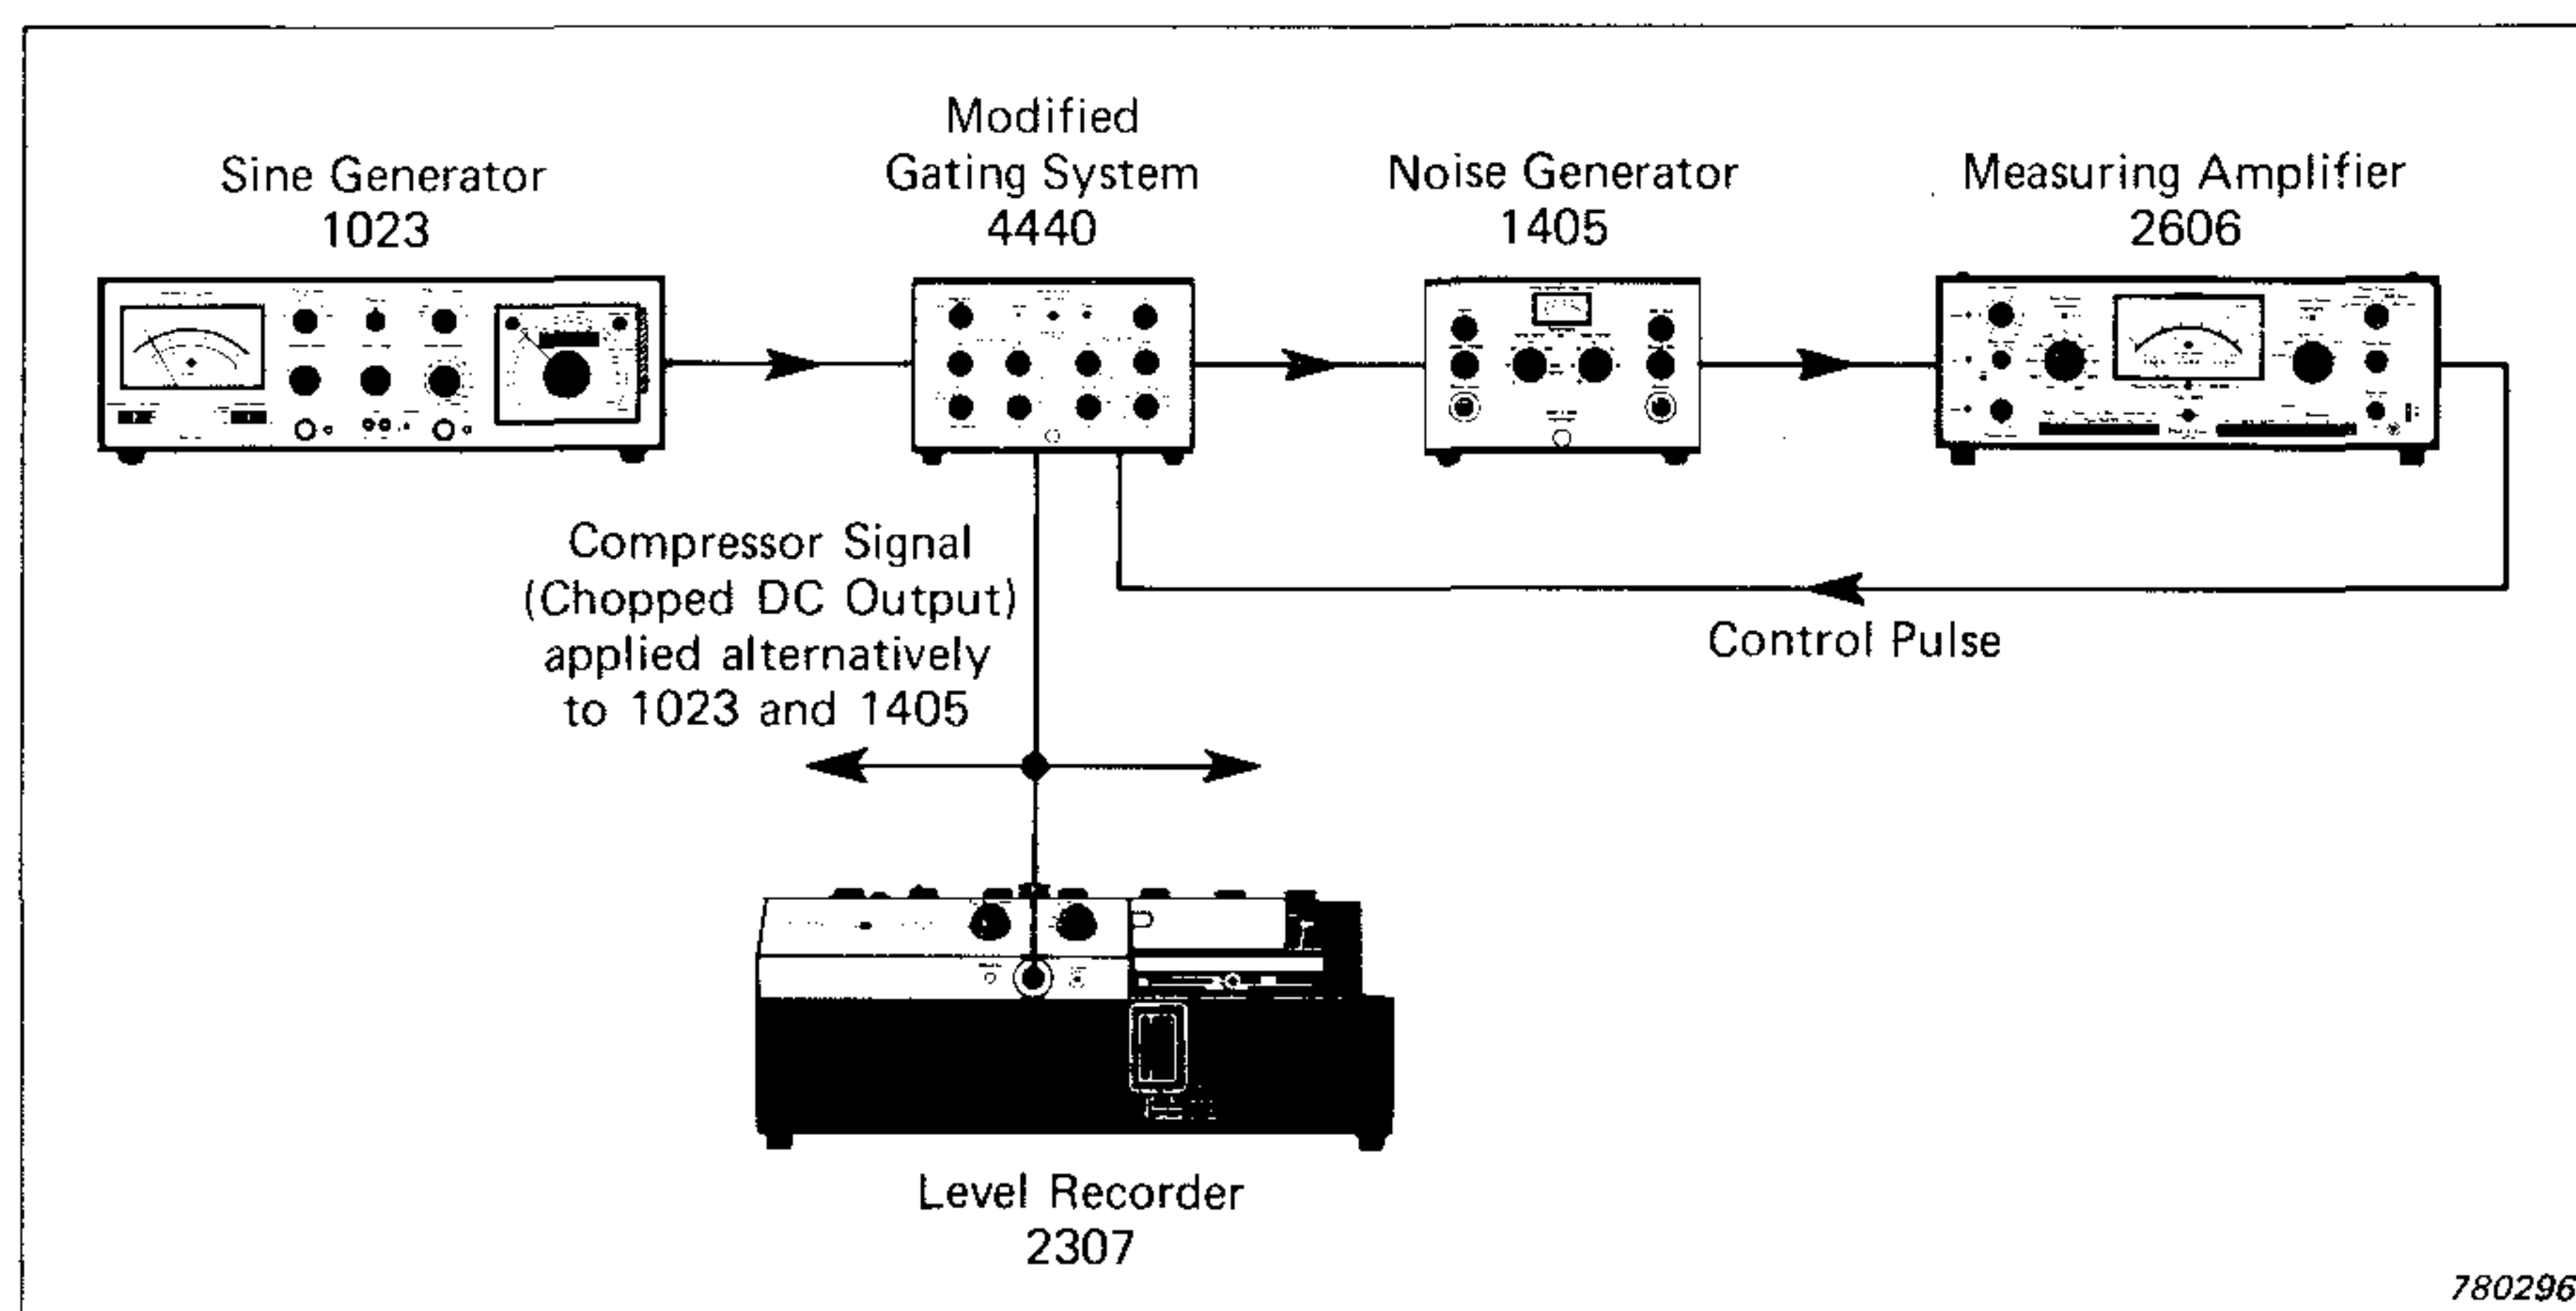 Sine Generator
1023
Modified
Gating System
4440
Noise Generator
1405
Measuring Amplifier
2606
Compressor Signal
(Chopped DC Output)
applied alternatively
to 1023 and 1405
Control Pulse
Level Recorder
2307
780296